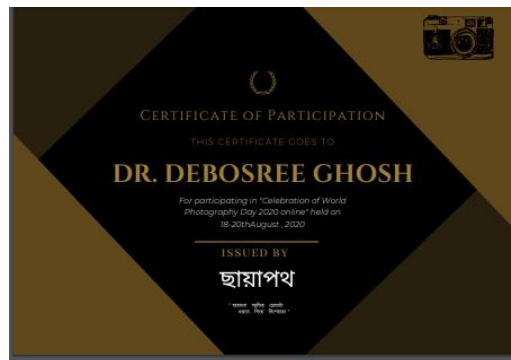 CERTIFICATE OF PARTICIPATION
THIS CERTIFICATE GOES TO
DR. DEBOSREE GHOSH
For participating in "Celebration of World
Photography Day 2020 online" held on
18-20thAugust , 2020
ISSUED BY
ছায়াপথ